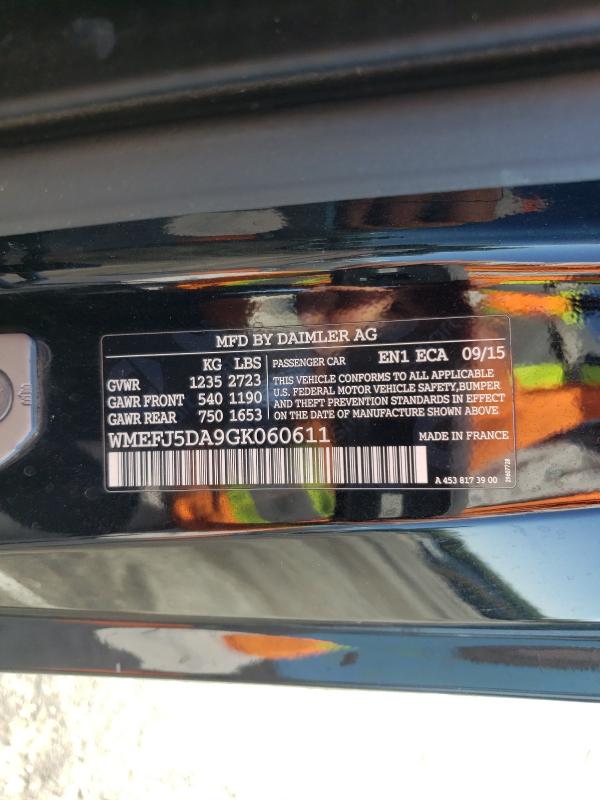 MFD BY DAIMLER AG
KG LBS
GVWR 1235 2723
GAWR FRONT 540 1190
GAWR REAR 750 1653
PASSENGER CAR EN1 ECA 09/15
THIS VEHICLE CONFORMS TO ALL APPLICABLE
U.S. FEDERAL MOTOR VEHICLE SAFETY,BUMPER
AND THEFT PREVENTION STANDARDS IN EFFECT
ON THE DATE OF MANUFACTURE SHOWN ABOVE
WMEFJ5DA9GK060611 MADE IN FRANCE
A 453 817 39 00